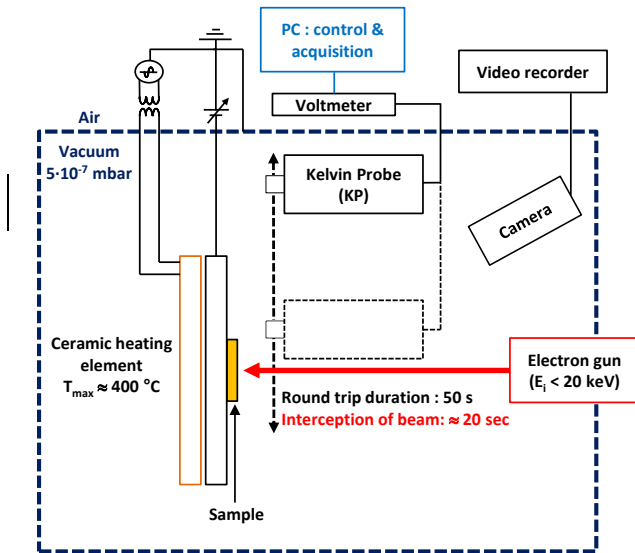 PC : control &
acquisition
Video recorder
Voltmeter
Air
Vacuum
5·10⁻⁷ mbar
Kelvin Probe
(KP)
Camera
Ceramic heating
element
Tmax ≈ 400 °C
Electron gun
(Ei < 20 keV)
Round trip duration : 50 s
Interception of beam: ≈ 20 sec
Sample